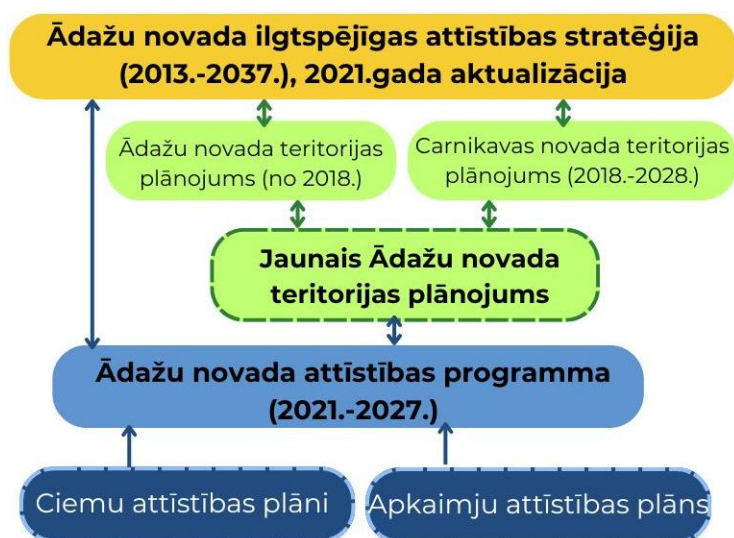 Ādažu novada ilgtspējīgas attīstības stratēģija
(2013.-2037.), 2021.gada aktualizācija
Ādažu novada teritorijas
plānojums (no 2018.)
Carnikavas novada teritorijas
plānojums (2018.-2028.)
Jaunais Ādažu novada
teritorijas plānojums
Ādažu novada attīstības programma
(2021.-2027.)
Ciemu attīstības plāni
Apkaimju attīstības plāns